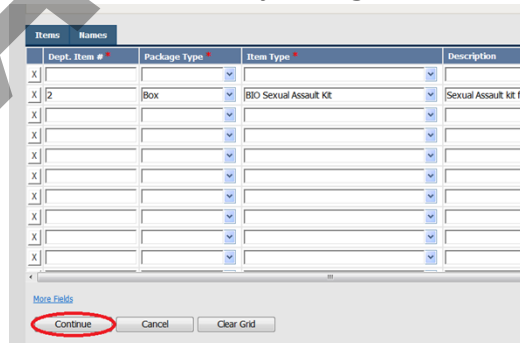 Items Names
Dept. Item # * Package Type * Item Type * Description
X
X 2 Box BIO Sexual Assault Kit Sexual Assault kit f
X
X
X
X
X
X
X
X
More Fields
Continue Cancel Clear Grid